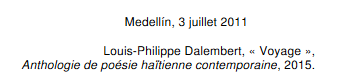 Medellín, 3 juillet 2011
Louis-Philippe Dalembert, « Voyage »,
Anthologie de poésie haïtienne contemporaine, 2015.